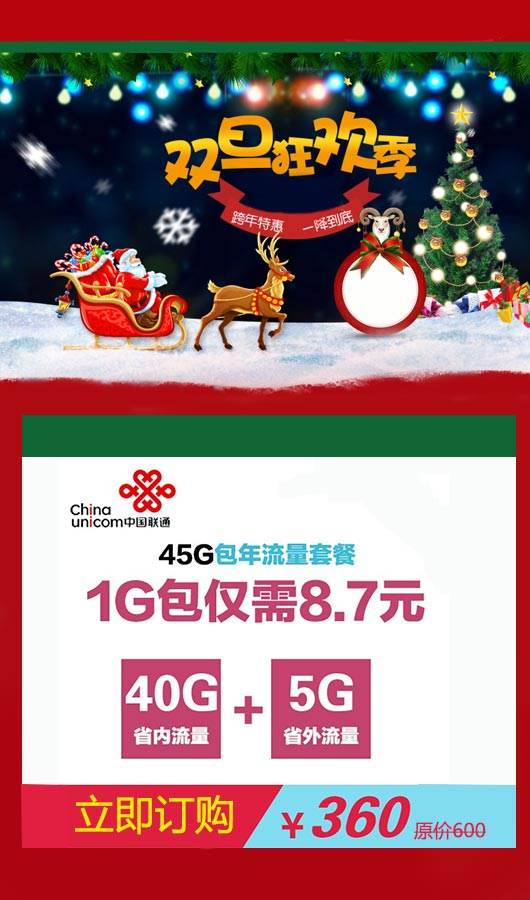 双旦狂欢季
跨年特惠 一降到底
China
unicom中国联通
45G包年流量套餐
1G包仅需8.7元
40G + 5G
省内流量 省外流量
立即订购 ¥360 原价600